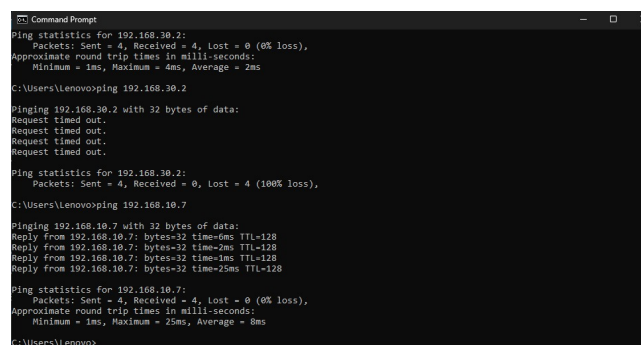 Command Prompt
Ping statistics for 192.168.30.2:
Packets: Sent = 4, Received = 4, Lost = 0 (0% loss),
Approximate round trip times in milli-seconds:
Minimum = 1ms, Maximum = 4ms, Average = 2ms
C:\Users\Lenovo>ping 192.168.30.2
Pinging 192.168.30.2 with 32 bytes of data:
Request timed out.
Request timed out.
Request timed out.
Request timed out.
Ping statistics for 192.168.30.2:
Packets: Sent = 4, Received = 0, Lost = 4 (100% loss),
C:\Users\Lenovo>ping 192.168.10.7
Pinging 192.168.10.7 with 32 bytes of data:
Reply from 192.168.10.7: bytes=32 time=6ms TTL=128
Reply from 192.168.10.7: bytes=32 time=2ms TTL=128
Reply from 192.168.10.7: bytes=32 time=1ms TTL=128
Reply from 192.168.10.7: bytes=32 time=25ms TTL=128
Ping statistics for 192.168.10.7:
Packets: Sent = 4, Received = 4, Lost = 0 (0% loss),
Approximate round trip times in milli-seconds:
Minimum = 1ms, Maximum = 25ms, Average = 8ms
C:\Users\Lenovo>